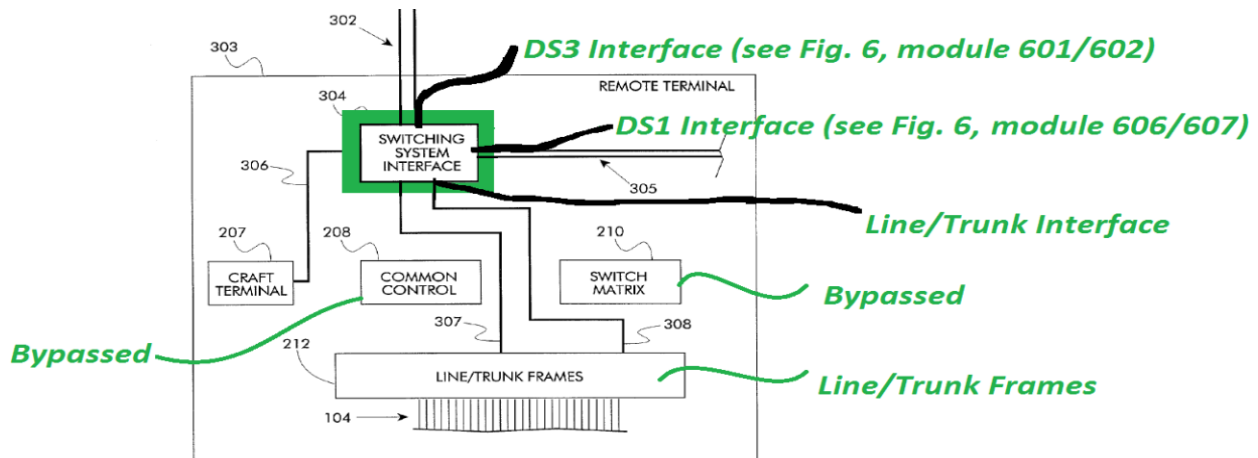 302
DS3 Interface (see Fig. 6, module 601/602)
303
REMOTE TERMINAL
304
DS1 Interface (see Fig. 6, module 606/607)
SWITCHING
SYSTEM
INTERFACE
306
305
Line/Trunk Interface
207
208
210
CRAFT
TERMINAL
COMMON
CONTROL
SWITCH
MATRIX
Bypassed
307
308
Bypassed
212
LINE/TRUNK FRAMES
Line/Trunk Frames
104